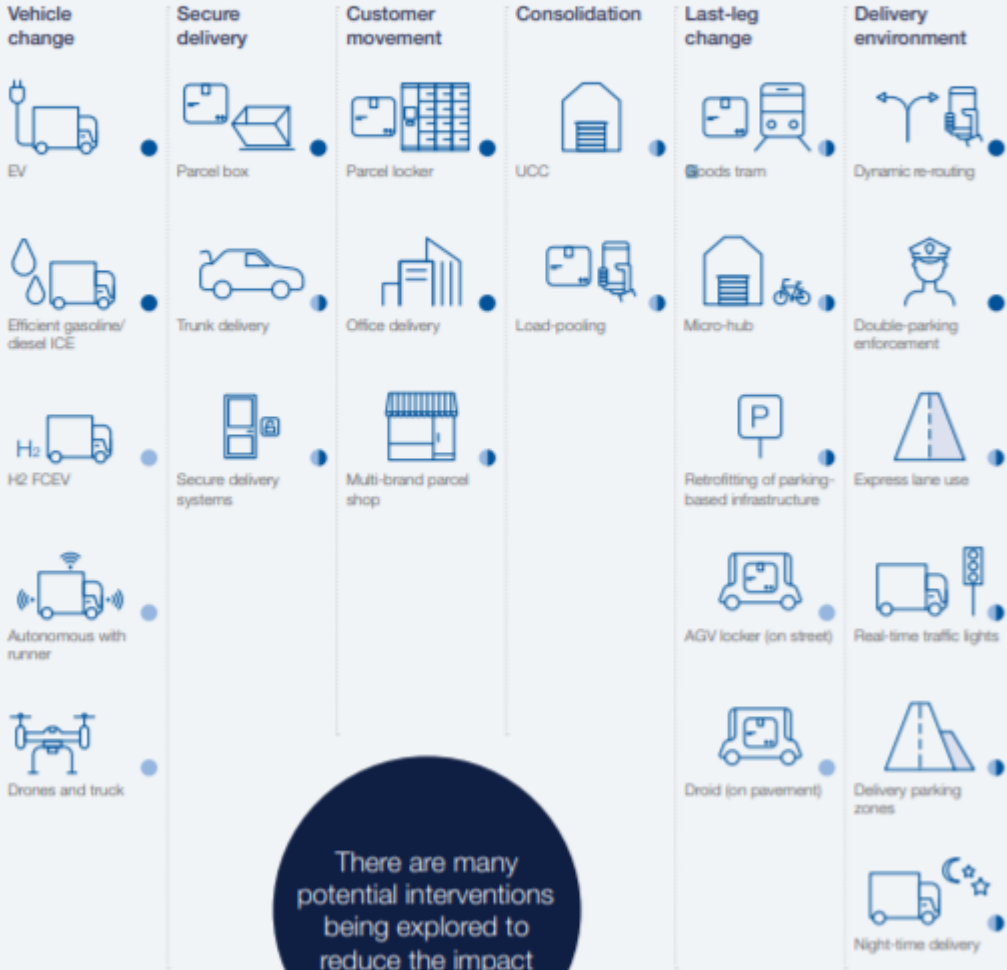 Vehicle
change
Secure
delivery
Customer
movement
Consolidation
Last-leg
change
Delivery
environment
EV
Parcel box
Parcel locker
UCC
Goods tram
Dynamic re-routing
Efficient gasoline/
diesel ICE
Trunk delivery
Office delivery
Load-pooling
Micro-hub
P
Double-parking
enforcement
H2
H2 FCEV
Secure delivery
systems
Multi-brand parcel
shop
Retrofitting of parking-
based infrastructure
Express lane use
Autonomous with
runner
AGV locker (on street)
Real-time traffic lights
Drones and truck
Droid (on pavement)
Delivery parking
zones
There are many
potential interventions
being explored to
reduce the impact
Night-time delivery